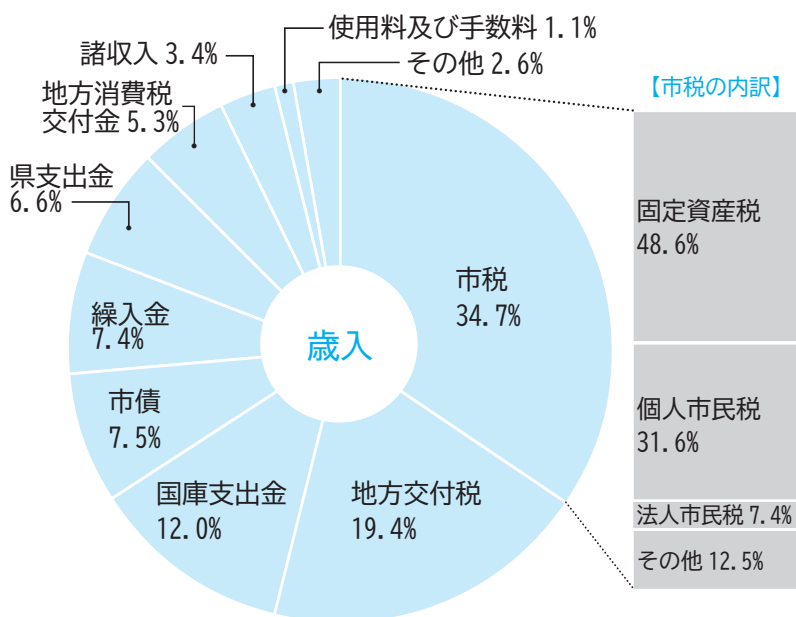 使用料及び手数料 1.1%
諸収入 3.4%
その他 2.6%
地方消費税
交付金 5.3%
県支出金
6.6%
繰入金
7.4%
市債
7.5%
国庫支出金
12.0%
地方交付税
19.4%
市税
34.7%
歳入
【市税の内訳】
固定資産税
48.6%
個人市民税
31.6%
法人市民税 7.4%
その他 12.5%